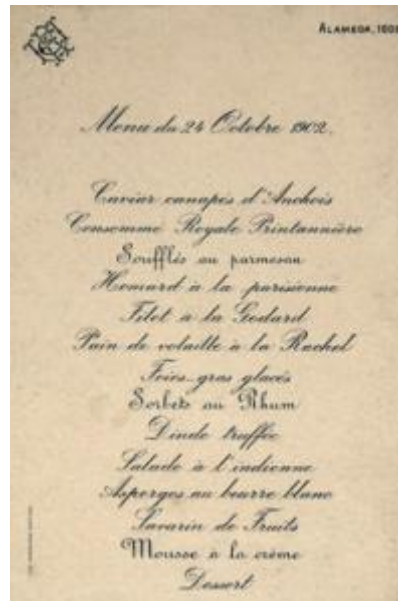 ALAMEDA, 1605
Menu du 24 Octobre 1902.
Caviar canapés d'Anchois
Consommé Royale Printannière
Soufflés au parmesan
Homard à la parisienne
Filet à la Godard
Pain de volaille à la Rachel
Foies-gras glacés
Sorbets au Rhum
Dinde truffée
Salade à l'indienne
Asperges au beurre blanc
Savarin de Fruits
Mousse à la crème
Dessert